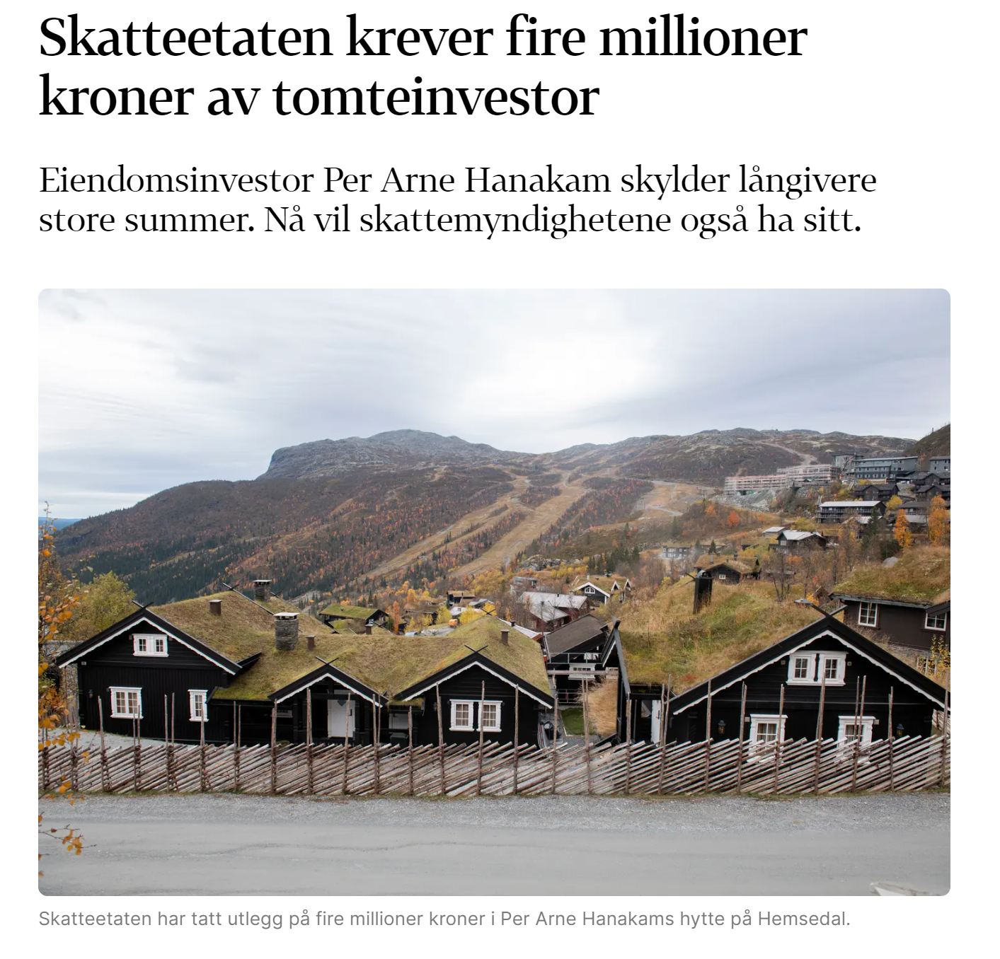 Skatteetaten krever fire millioner
kroner av tomteinvestor
Eiendomsinvestor Per Arne Hanakam skylder långivere
store summer. Nå vil skattemyndighetene også ha sitt.
Skatteetaten har tatt utlegg på fire millioner kroner i Per Arne Hanakams hytte på Hemsedal.